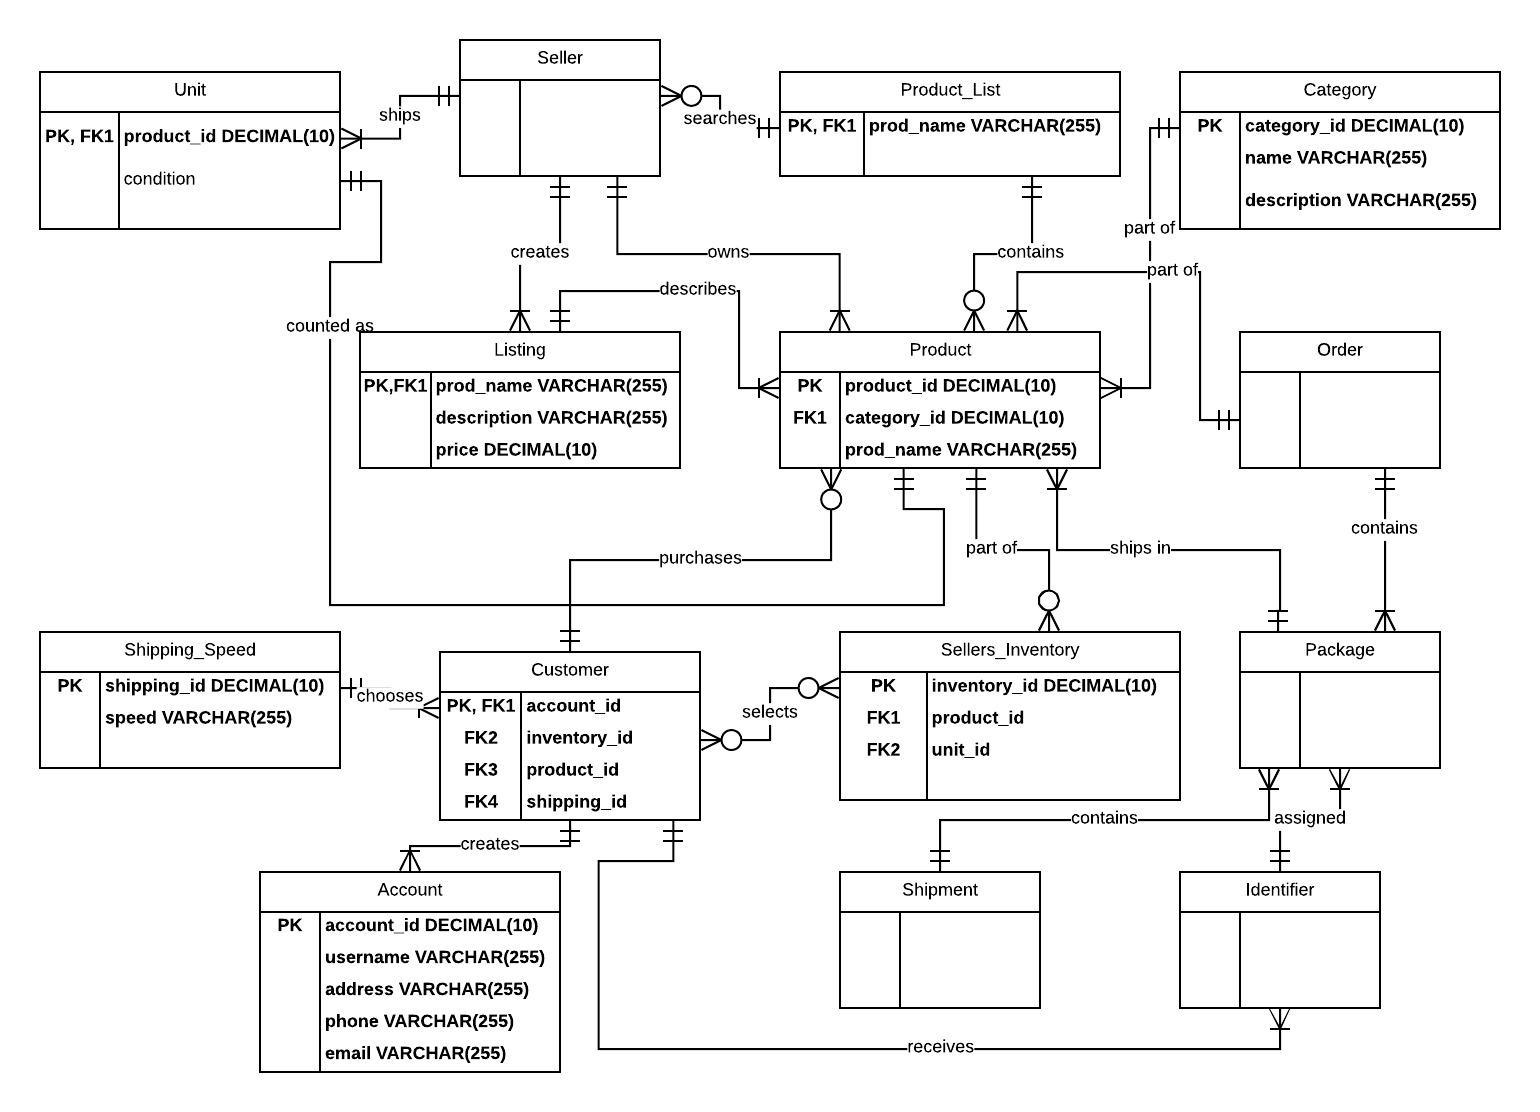 Seller
Unit
PK, FK1 product_id DECIMAL(10)
condition
Product_List
PK, FK1 prod_name VARCHAR(255)
Category
PK category_id DECIMAL(10)
name VARCHAR(255)
description VARCHAR(255)
ships
searches
creates
owns
contains
part of
part of
describes
counted as
Listing
PK,FK1 prod_name VARCHAR(255)
description VARCHAR(255)
price DECIMAL(10)
Product
PK product_id DECIMAL(10)
FK1 category_id DECIMAL(10)
prod_name VARCHAR(255)
Order
purchases
part of
ships in
contains
Shipping_Speed
PK shipping_id DECIMAL(10)
speed VARCHAR(255)
chooses
Customer
PK, FK1 account_id
FK2 inventory_id
FK3 product_id
FK4 shipping_id
selects
Sellers_Inventory
PK inventory_id DECIMAL(10)
FK1 product_id
FK2 unit_id
Package
creates
contains
assigned
Account
PK account_id DECIMAL(10)
username VARCHAR(255)
address VARCHAR(255)
phone VARCHAR(255)
email VARCHAR(255)
Shipment
Identifier
receives